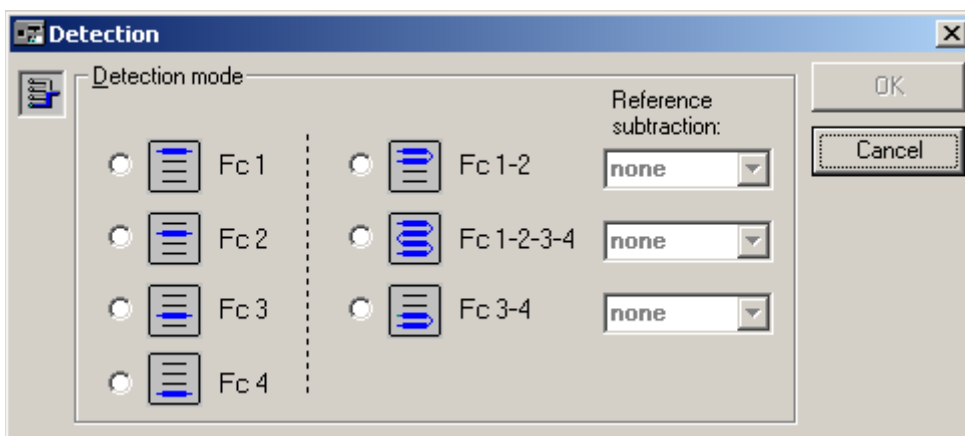 Detection
Detection mode
OK
Reference
subtraction:
Cancel
Fc 1
Fc 1-2
none
Fc 2
Fc 1-2-3-4
none
Fc 3
Fc 3-4
none
Fc 4